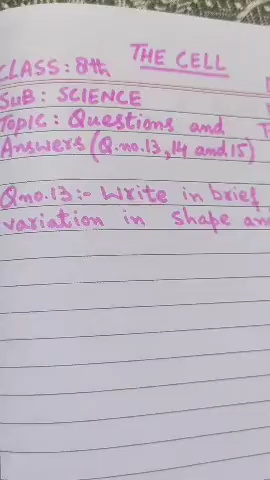 THE CELL
CLASS: 8th
SUB: SCIENCE
TOPIC: Questions and
Answers (Q.no.13, 14 and 15)
Qno.13:- Write in brief
variation in shape an